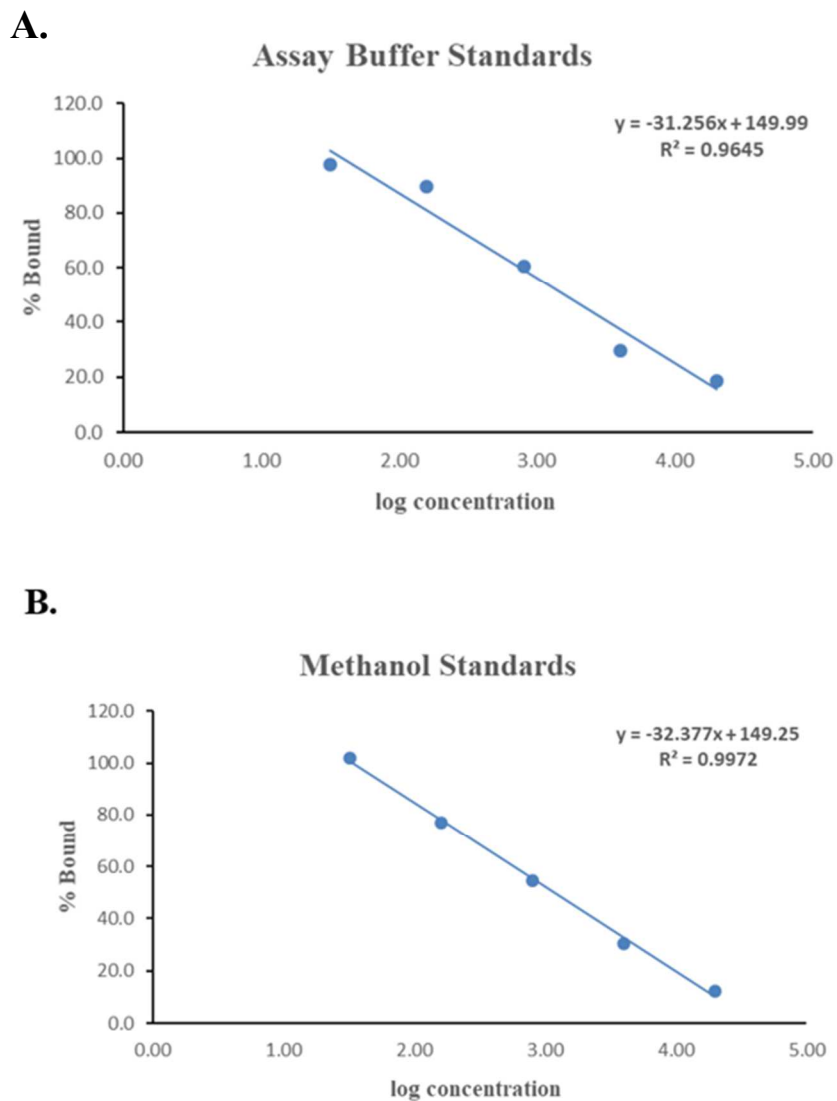 A.
Assay Buffer Standards
y = -31.256x + 149.99
R² = 0.9645
120.0
100.0
80.0
60.0
40.0
20.0
0.0
% Bound
0.00 1.00 2.00 3.00 4.00 5.00
log concentration
B.
Methanol Standards
y = -32.377x + 149.25
R² = 0.9972
120.0
100.0
80.0
60.0
40.0
20.0
0.0
% Bound
0.00 1.00 2.00 3.00 4.00 5.00
log concentration